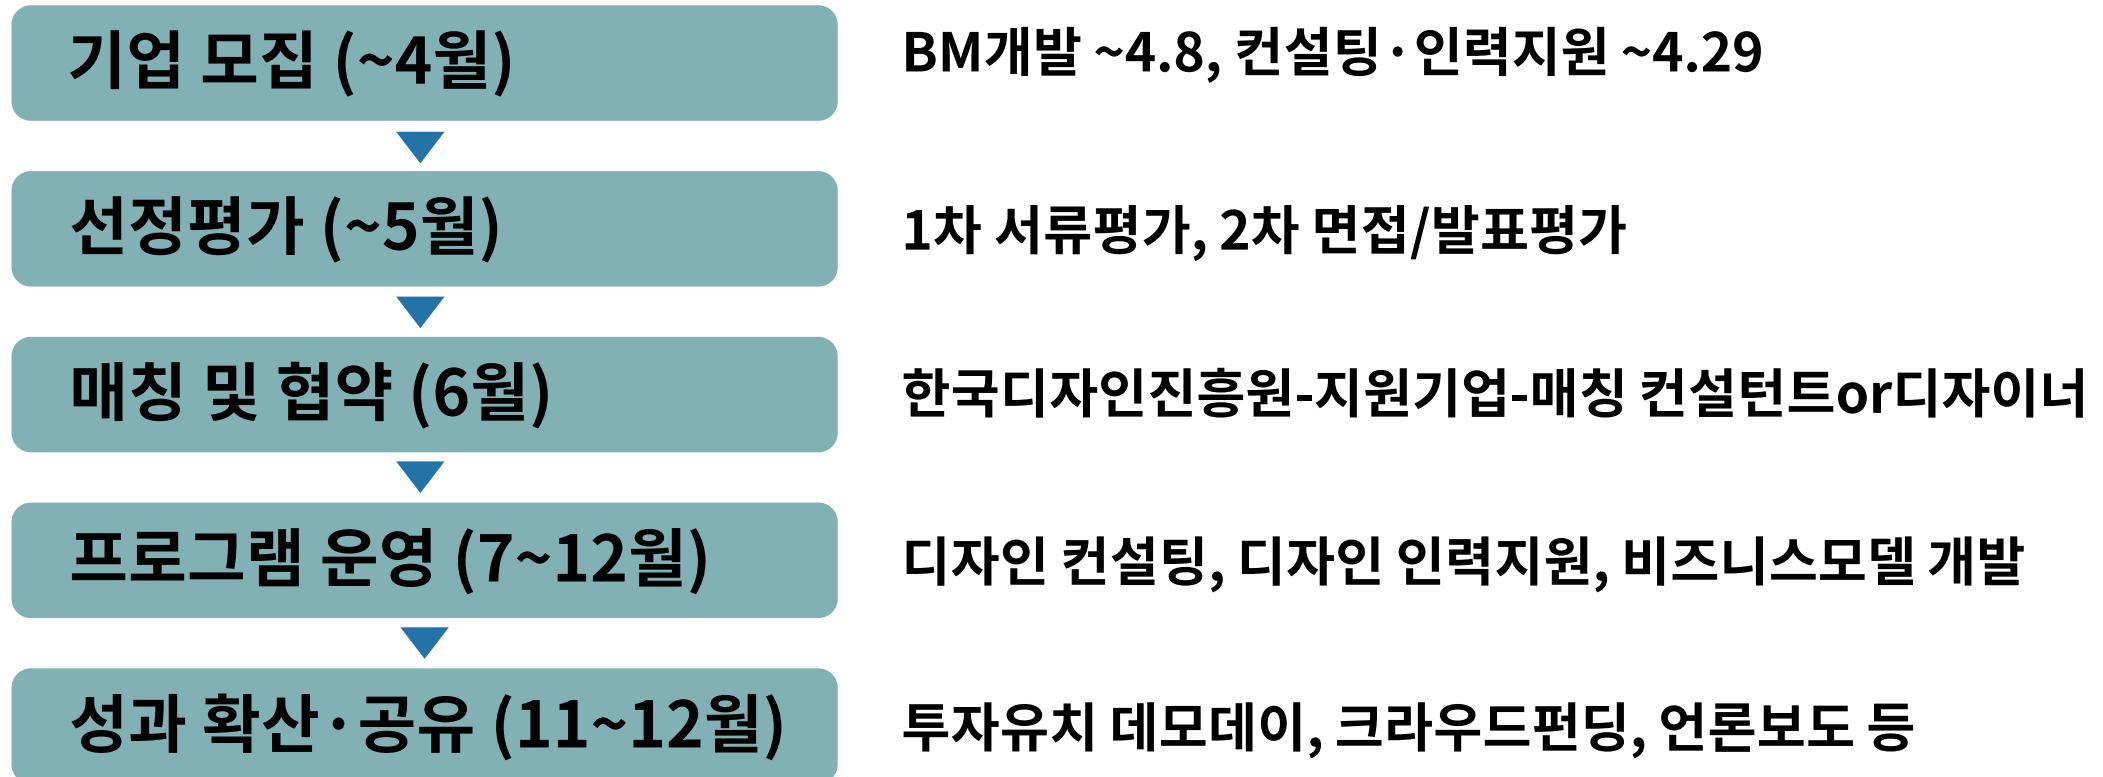 기업 모집 (~4월)
BM개발 ~4.8, 컨설팅·인력지원 ~4.29
선정평가 (~5월)
1차 서류평가, 2차 면접/발표평가
매칭 및 협약 (6월)
한국디자인진흥원-지원기업-매칭 컨설턴트or디자이너
프로그램 운영 (7~12월)
디자인 컨설팅, 디자인 인력지원, 비즈니스모델 개발
성과 확산·공유 (11~12월)
투자유치 데모데이, 크라우드펀딩, 언론보도 등